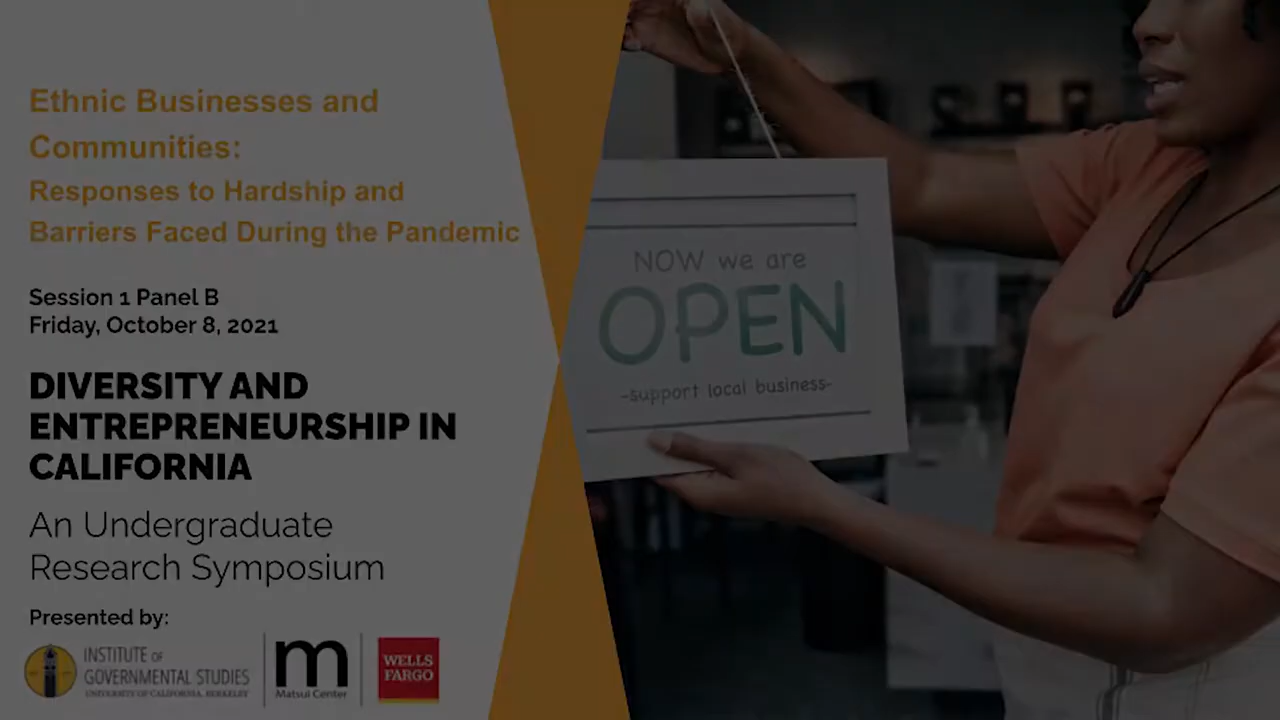 Ethnic Businesses and
Communities:
Responses to Hardship and
Barriers Faced During the Pandemic
Session 1 Panel B
Friday, October 8, 2021
DIVERSITY AND
ENTREPRENEURSHIP IN
CALIFORNIA
An Undergraduate
Research Symposium
Presented by:
INSTITUTE OF
GOVERNMENTAL STUDIES
UNIVERSITY OF CALIFORNIA, BERKELEY
m
Matsui Center
WELLS
FARGO
NOW we are
OPEN
-support local business-